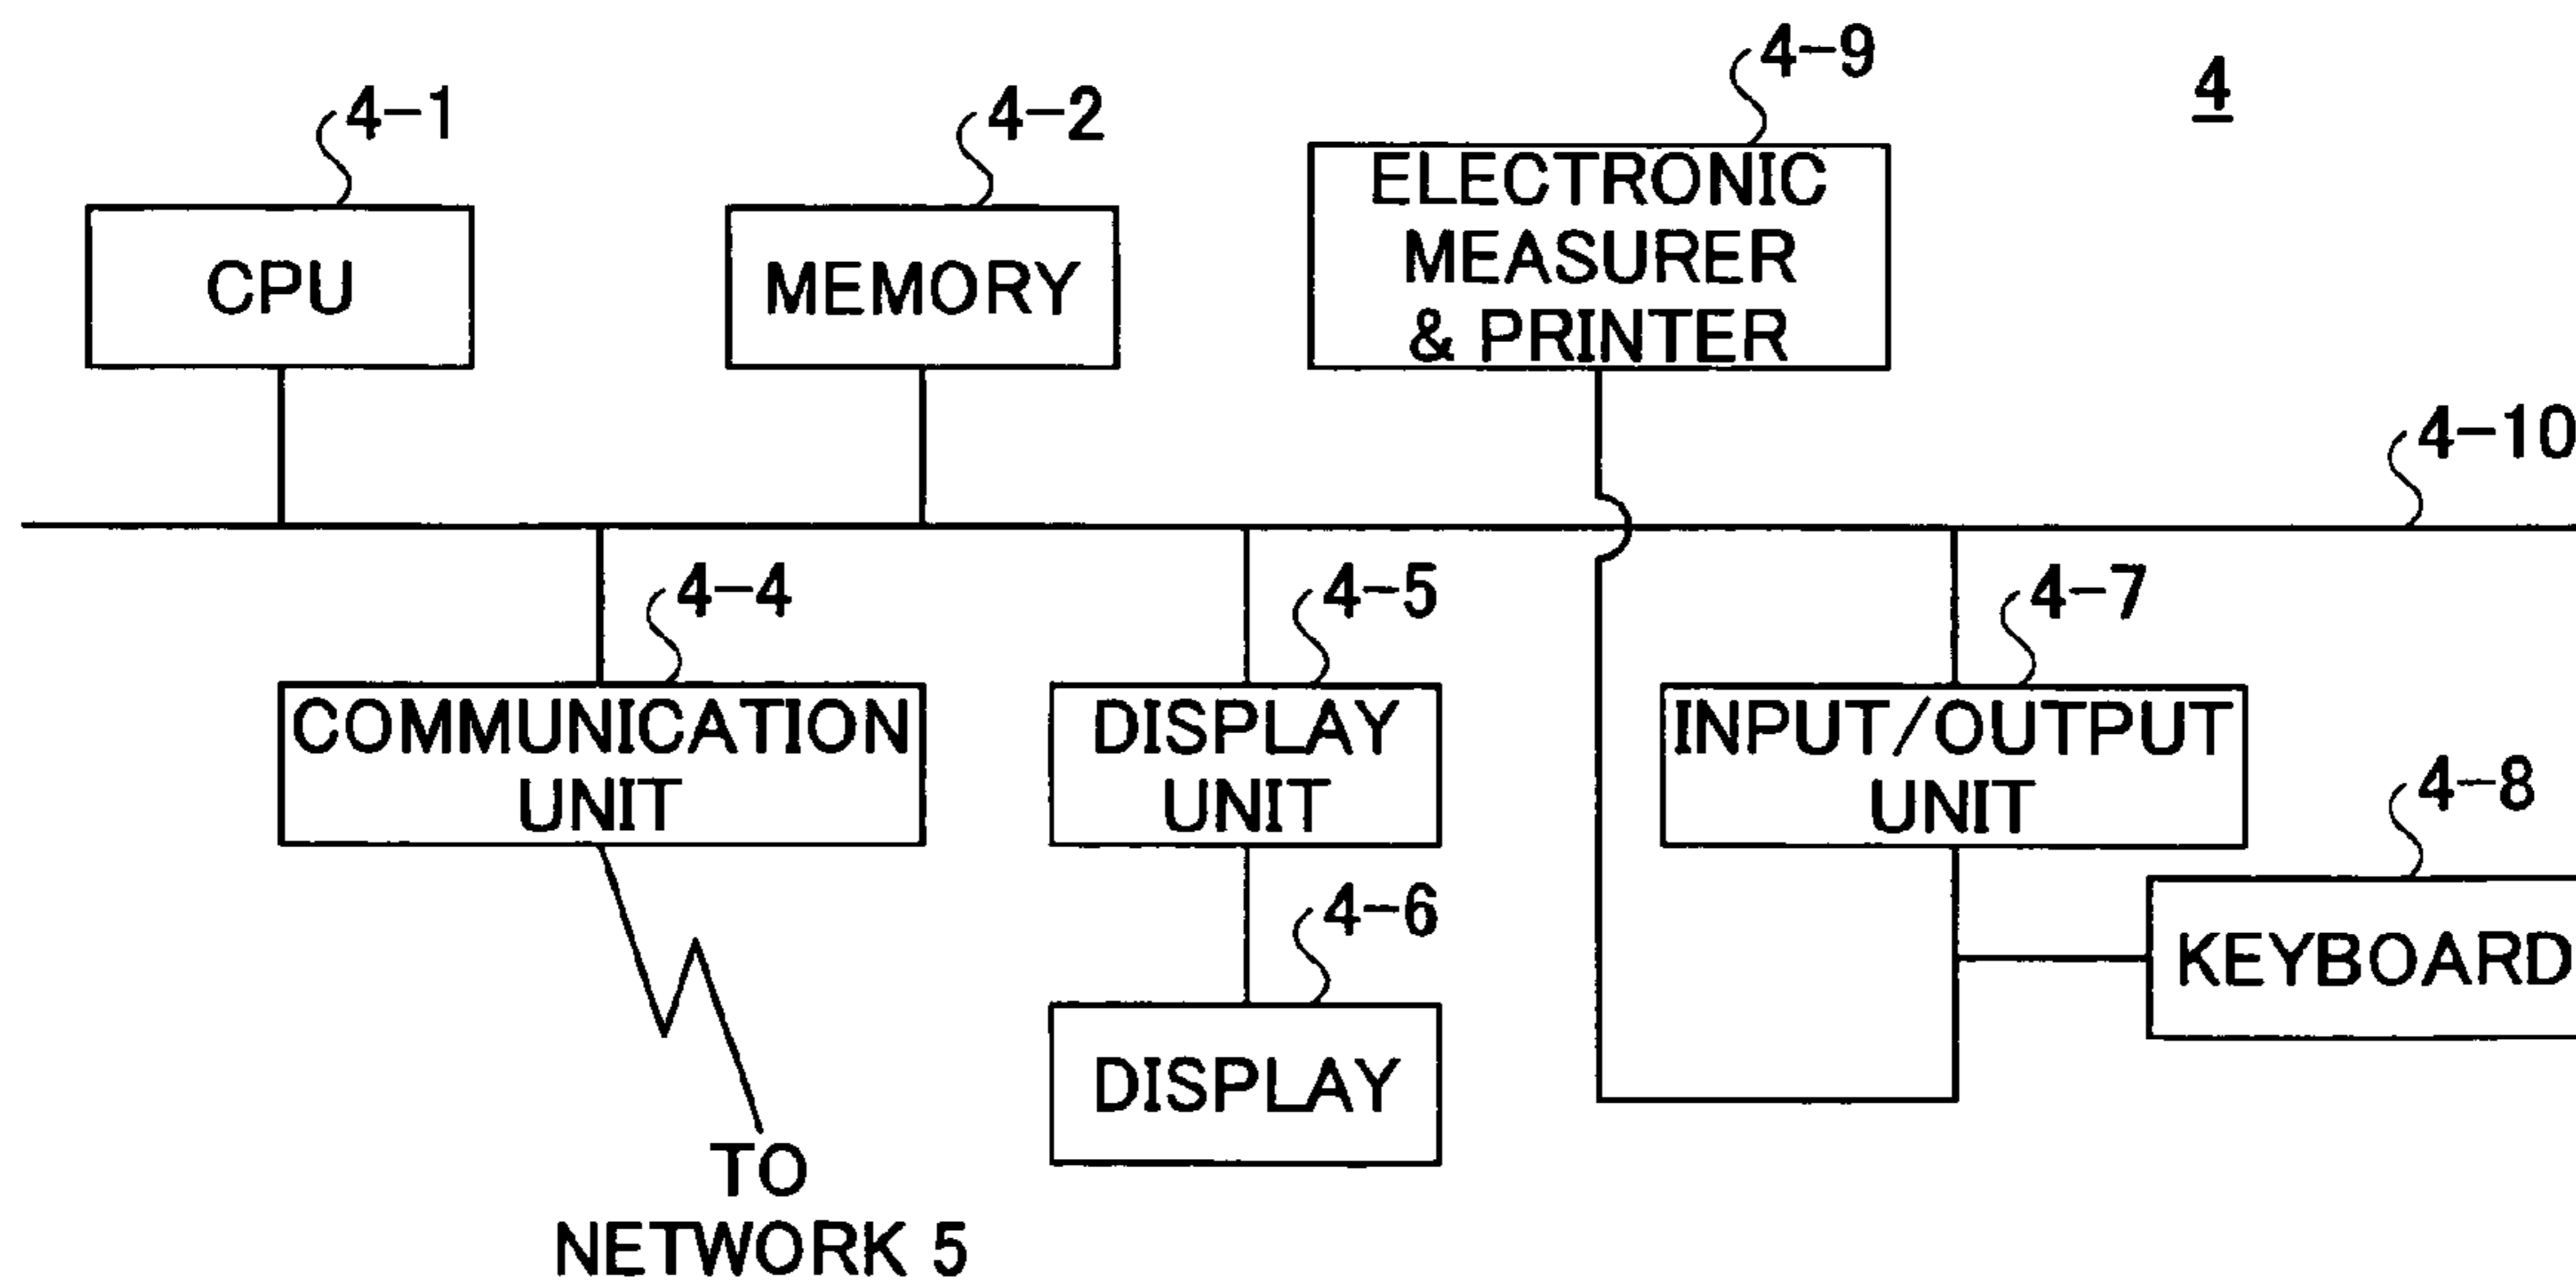 4-9
4
4-1
4-2
ELECTRONIC
MEASURER
& PRINTER
CPU
MEMORY
4-10
4-4
4-5
4-7
COMMUNICATION
UNIT
DISPLAY
UNIT
INPUT/OUTPUT
UNIT
4-8
4-6
KEYBOARD
DISPLAY
TO
NETWORK 5